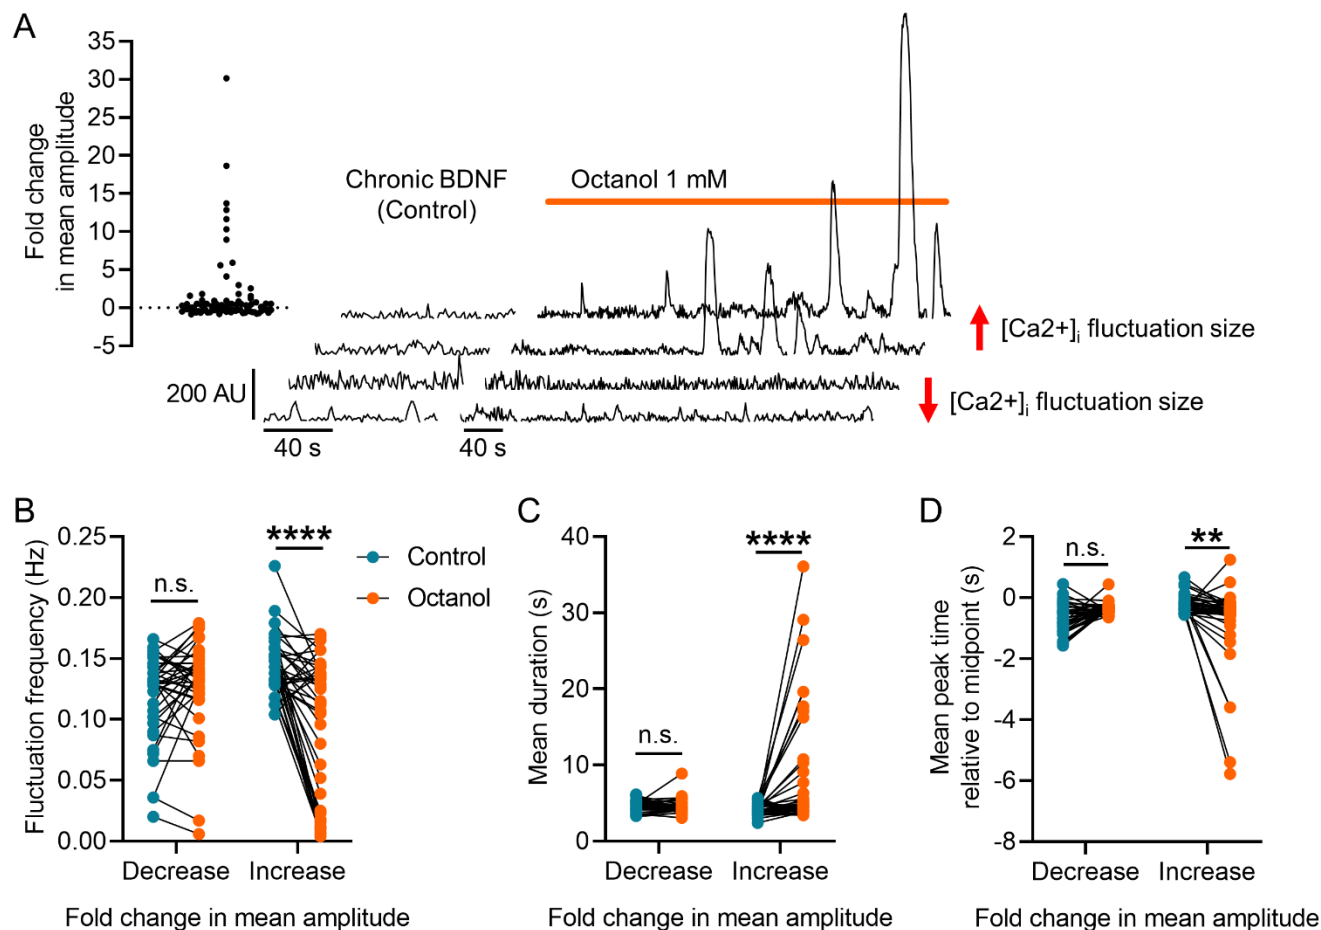 A
Fold change
in mean amplitude
35
30
25
20
15
10
5
0
-5
Chronic BDNF
(Control)
Octanol 1 mM
[Ca2+]i fluctuation size
[Ca2+]i fluctuation size
200 AU
40 s
40 s
B
Fluctuation frequency (Hz)
0.25
0.20
0.15
0.10
0.05
0.00
n.s.
****
Control
Octanol
Decrease
Increase
Fold change in mean amplitude
C
Mean duration (s)
40
30
20
10
0
n.s.
****
Decrease
Increase
Fold change in mean amplitude
D
Mean peak time
relative to midpoint (s)
2
0
-2
-4
-6
-8
n.s.
**
Decrease
Increase
Fold change in mean amplitude